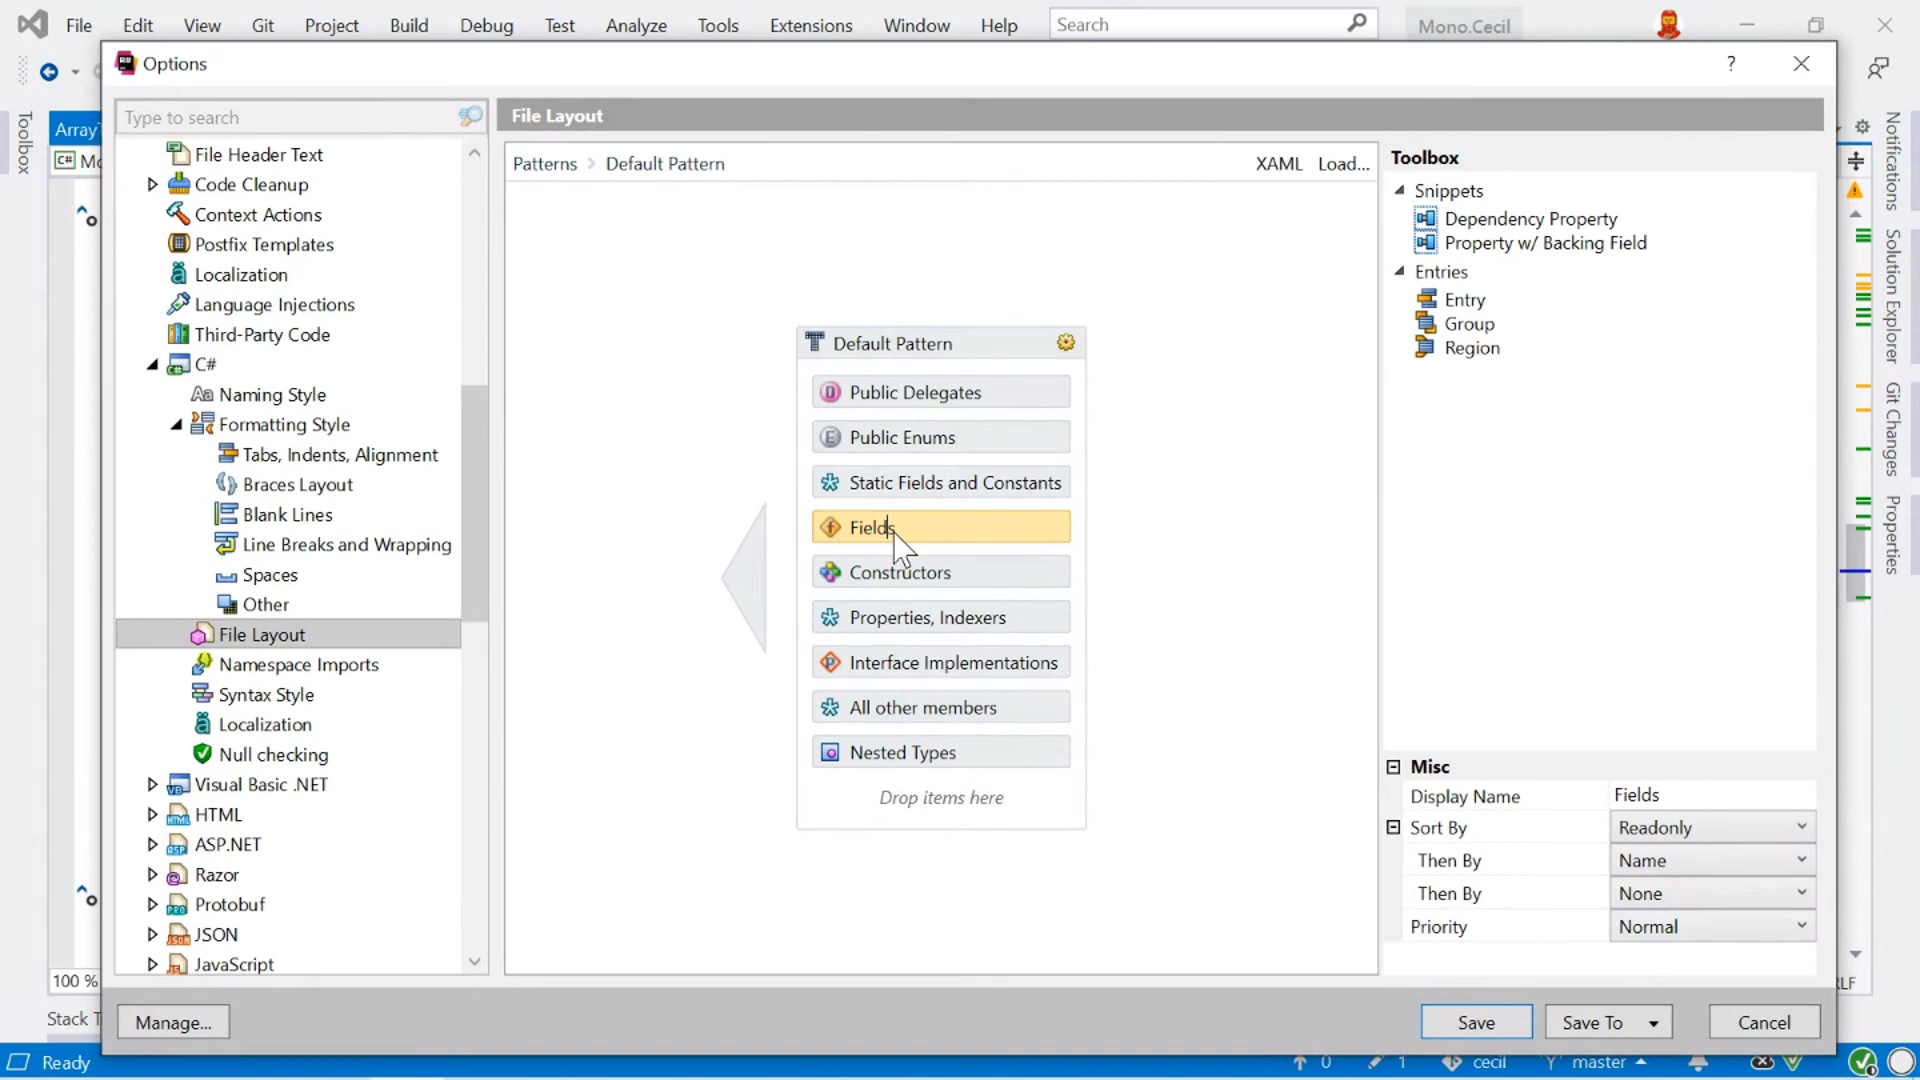 File Edit View Git Project Build Debug Test Analyze Tools Extensions Window Help Search Mono.Cecil
Options ?
Type to search
File Layout
Toolbox
Array
C# Mo
File Header Text
Code Cleanup
Context Actions
Postfix Templates
Localization
Language Injections
Third-Party Code
C#
Naming Style
Formatting Style
Tabs, Indents, Alignment
Braces Layout
Blank Lines
Line Breaks and Wrapping
Spaces
Other
File Layout
Namespace Imports
Syntax Style
Localization
Null checking
Visual Basic .NET
HTML
ASP.NET
Razor
Protobuf
JSON
JavaScript
Patterns > Default Pattern XAML Load...
Default Pattern
Public Delegates
Public Enums
Static Fields and Constants
Fields
Constructors
Properties, Indexers
Interface Implementations
All other members
Nested Types
Drop items here
Toolbox
Snippets
Dependency Property
Property w/ Backing Field
Entries
Entry
Group
Region
Misc
Display Name Fields
Sort By Readonly
Then By Name
Then By None
Priority Normal
Notifications
Solution Explorer
Git Changes
Properties
100 %
RLF
Stack T
Manage... Save Save To Cancel
Ready 0 1 cecil master